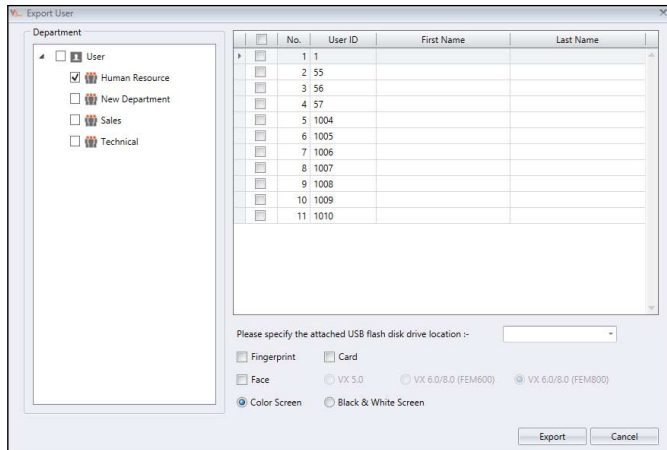 Export User
Department
User
Human Resource
New Department
Sales
Technical
No. User ID First Name Last Name
1 1
2 55
3 56
4 57
5 1004
6 1005
7 1006
8 1007
9 1008
10 1009
11 1010
Please specify the attached USB flash disk drive location :-
Fingerprint Card
Face VX 5.0 VX 6.0/8.0 (FEM600) VX 6.0/8.0 (FEM800)
Color Screen Black & White Screen
Export Cancel